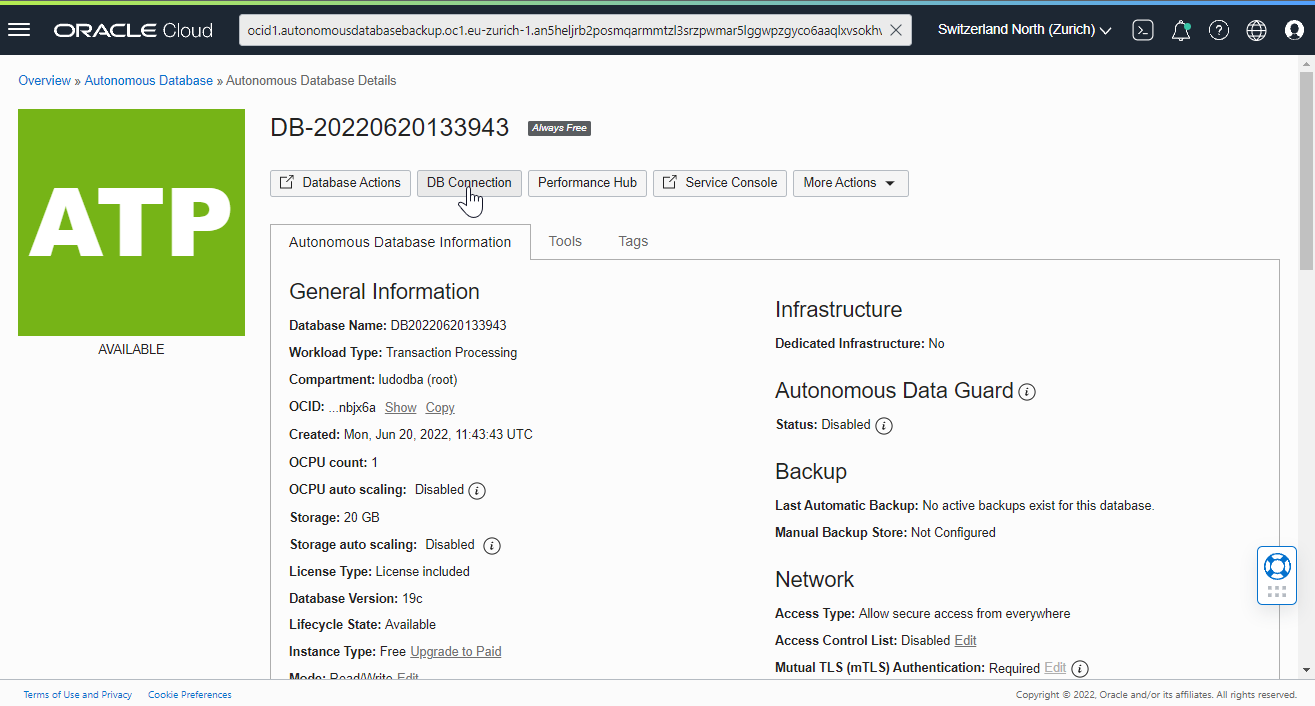 ORACLE Cloud
ocid1.autonomousdatabasebackup.oc1.eu-zurich-1.an5heljrb2posmqarmmtzl3srzpwmar5lggwpzgyco6aaqlxvsokh
Switzerland North (Zurich)
Overview » Autonomous Database » Autonomous Database Details
ATP
AVAILABLE
DB-20220620133943
Always Free
Database Actions
DB Connection
Performance Hub
Service Console
More Actions
Autonomous Database Information
Tools
Tags
General Information
Database Name: DB20220620133943
Workload Type: Transaction Processing
Compartment: ludodba (root)
OCID: ...nbjx6a Show Copy
Created: Mon, Jun 20, 2022, 11:43:43 UTC
OCPU count: 1
OCPU auto scaling: Disabled
Storage: 20 GB
Storage auto scaling: Disabled
License Type: License included
Database Version: 19c
Lifecycle State: Available
Instance Type: Free Upgrade to Paid
Mode: Read/Write Edit
Infrastructure
Dedicated Infrastructure: No
Autonomous Data Guard
Status: Disabled
Backup
Last Automatic Backup: No active backups exist for this database.
Manual Backup Store: Not Configured
Network
Access Type: Allow secure access from everywhere
Access Control List: Disabled Edit
Mutual TLS (mTLS) Authentication: Required Edit
Terms of Use and Privacy
Cookie Preferences
Copyright © 2022, Oracle and/or its affiliates. All rights reserved.